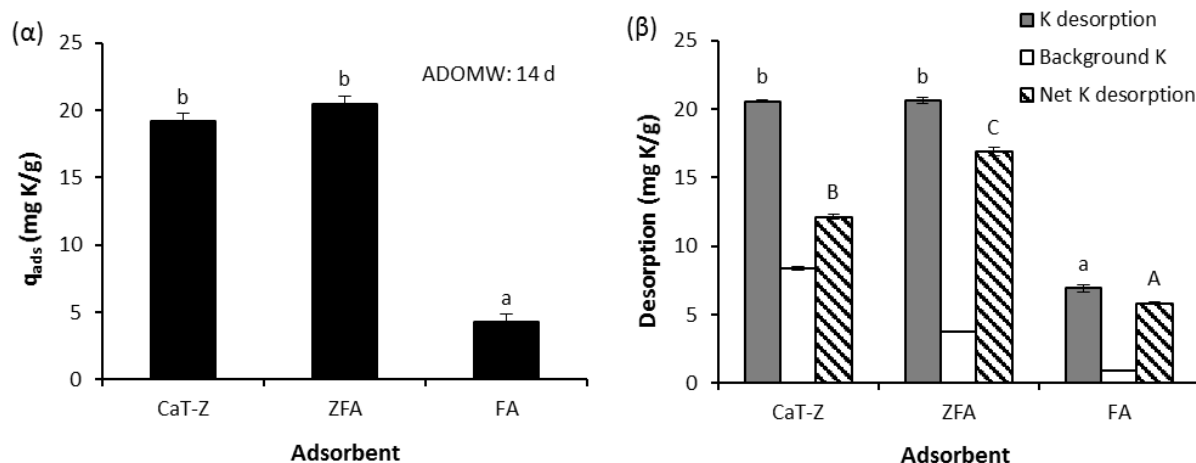 (α)
25
20
15
10
5
0
q_ads (mg K/g)
ADOMW: 14 d
b
b
a
CaT-Z ZFA FA
Adsorbent
(β)
K desorption
Background K
Net K desorption
25
20
15
10
5
0
Desorption (mg K/g)
b
B
b
C
a
A
CaT-Z ZFA FA
Adsorbent